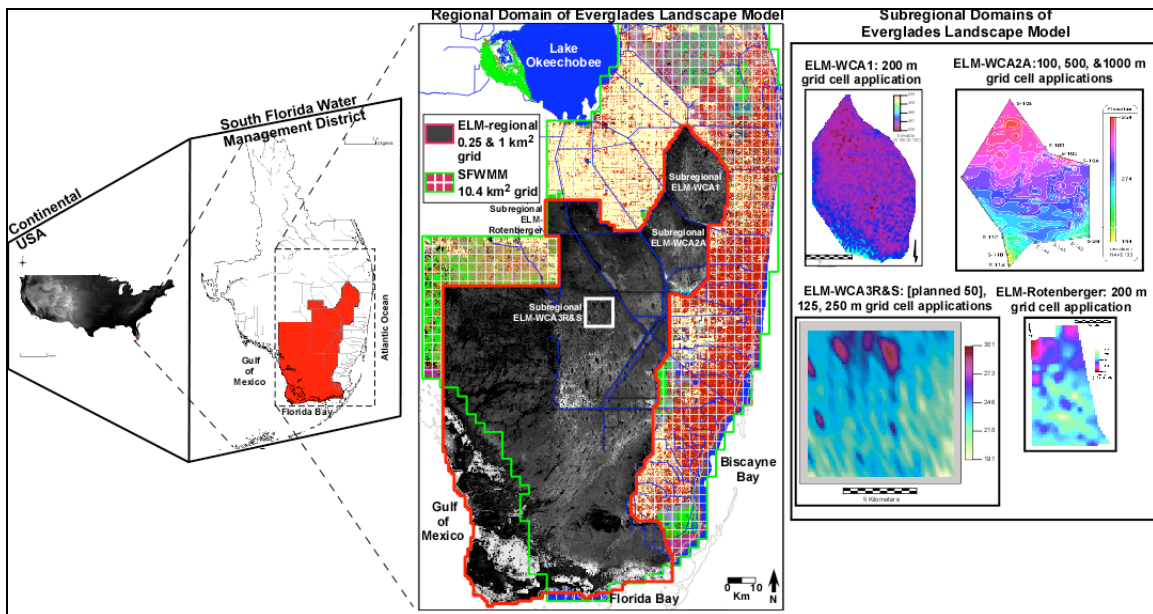 Continental
USA
South Florida Water
Management District
Gulf
of
Mexico
Atlantic Ocean
Florida Bay
Regional Domain of Everglades Landscape Model
Lake
Okeechobee
ELM-regional
0.25 & 1 km2
grid
SFWMM
10.4 km2 grid
Subregional
ELM-WCA1
Subregional
ELM-
Rotenberger
Subregional
ELM-WCA2A
Subregional
ELM-WCA3R&S
Biscayne
Bay
Gulf
of
Mexico
Florida Bay
0 10
Km
N
Subregional Domains of
Everglades Landscape Model
ELM-WCA1: 200 m
grid cell application
ELM-WCA2A:100, 500, &1000 m
grid cell applications
ELM-WCA3R&S: [planned 50],
125, 250 m grid cell applications
5 Kilometers
ELM-Rotenberger: 200 m
grid cell application